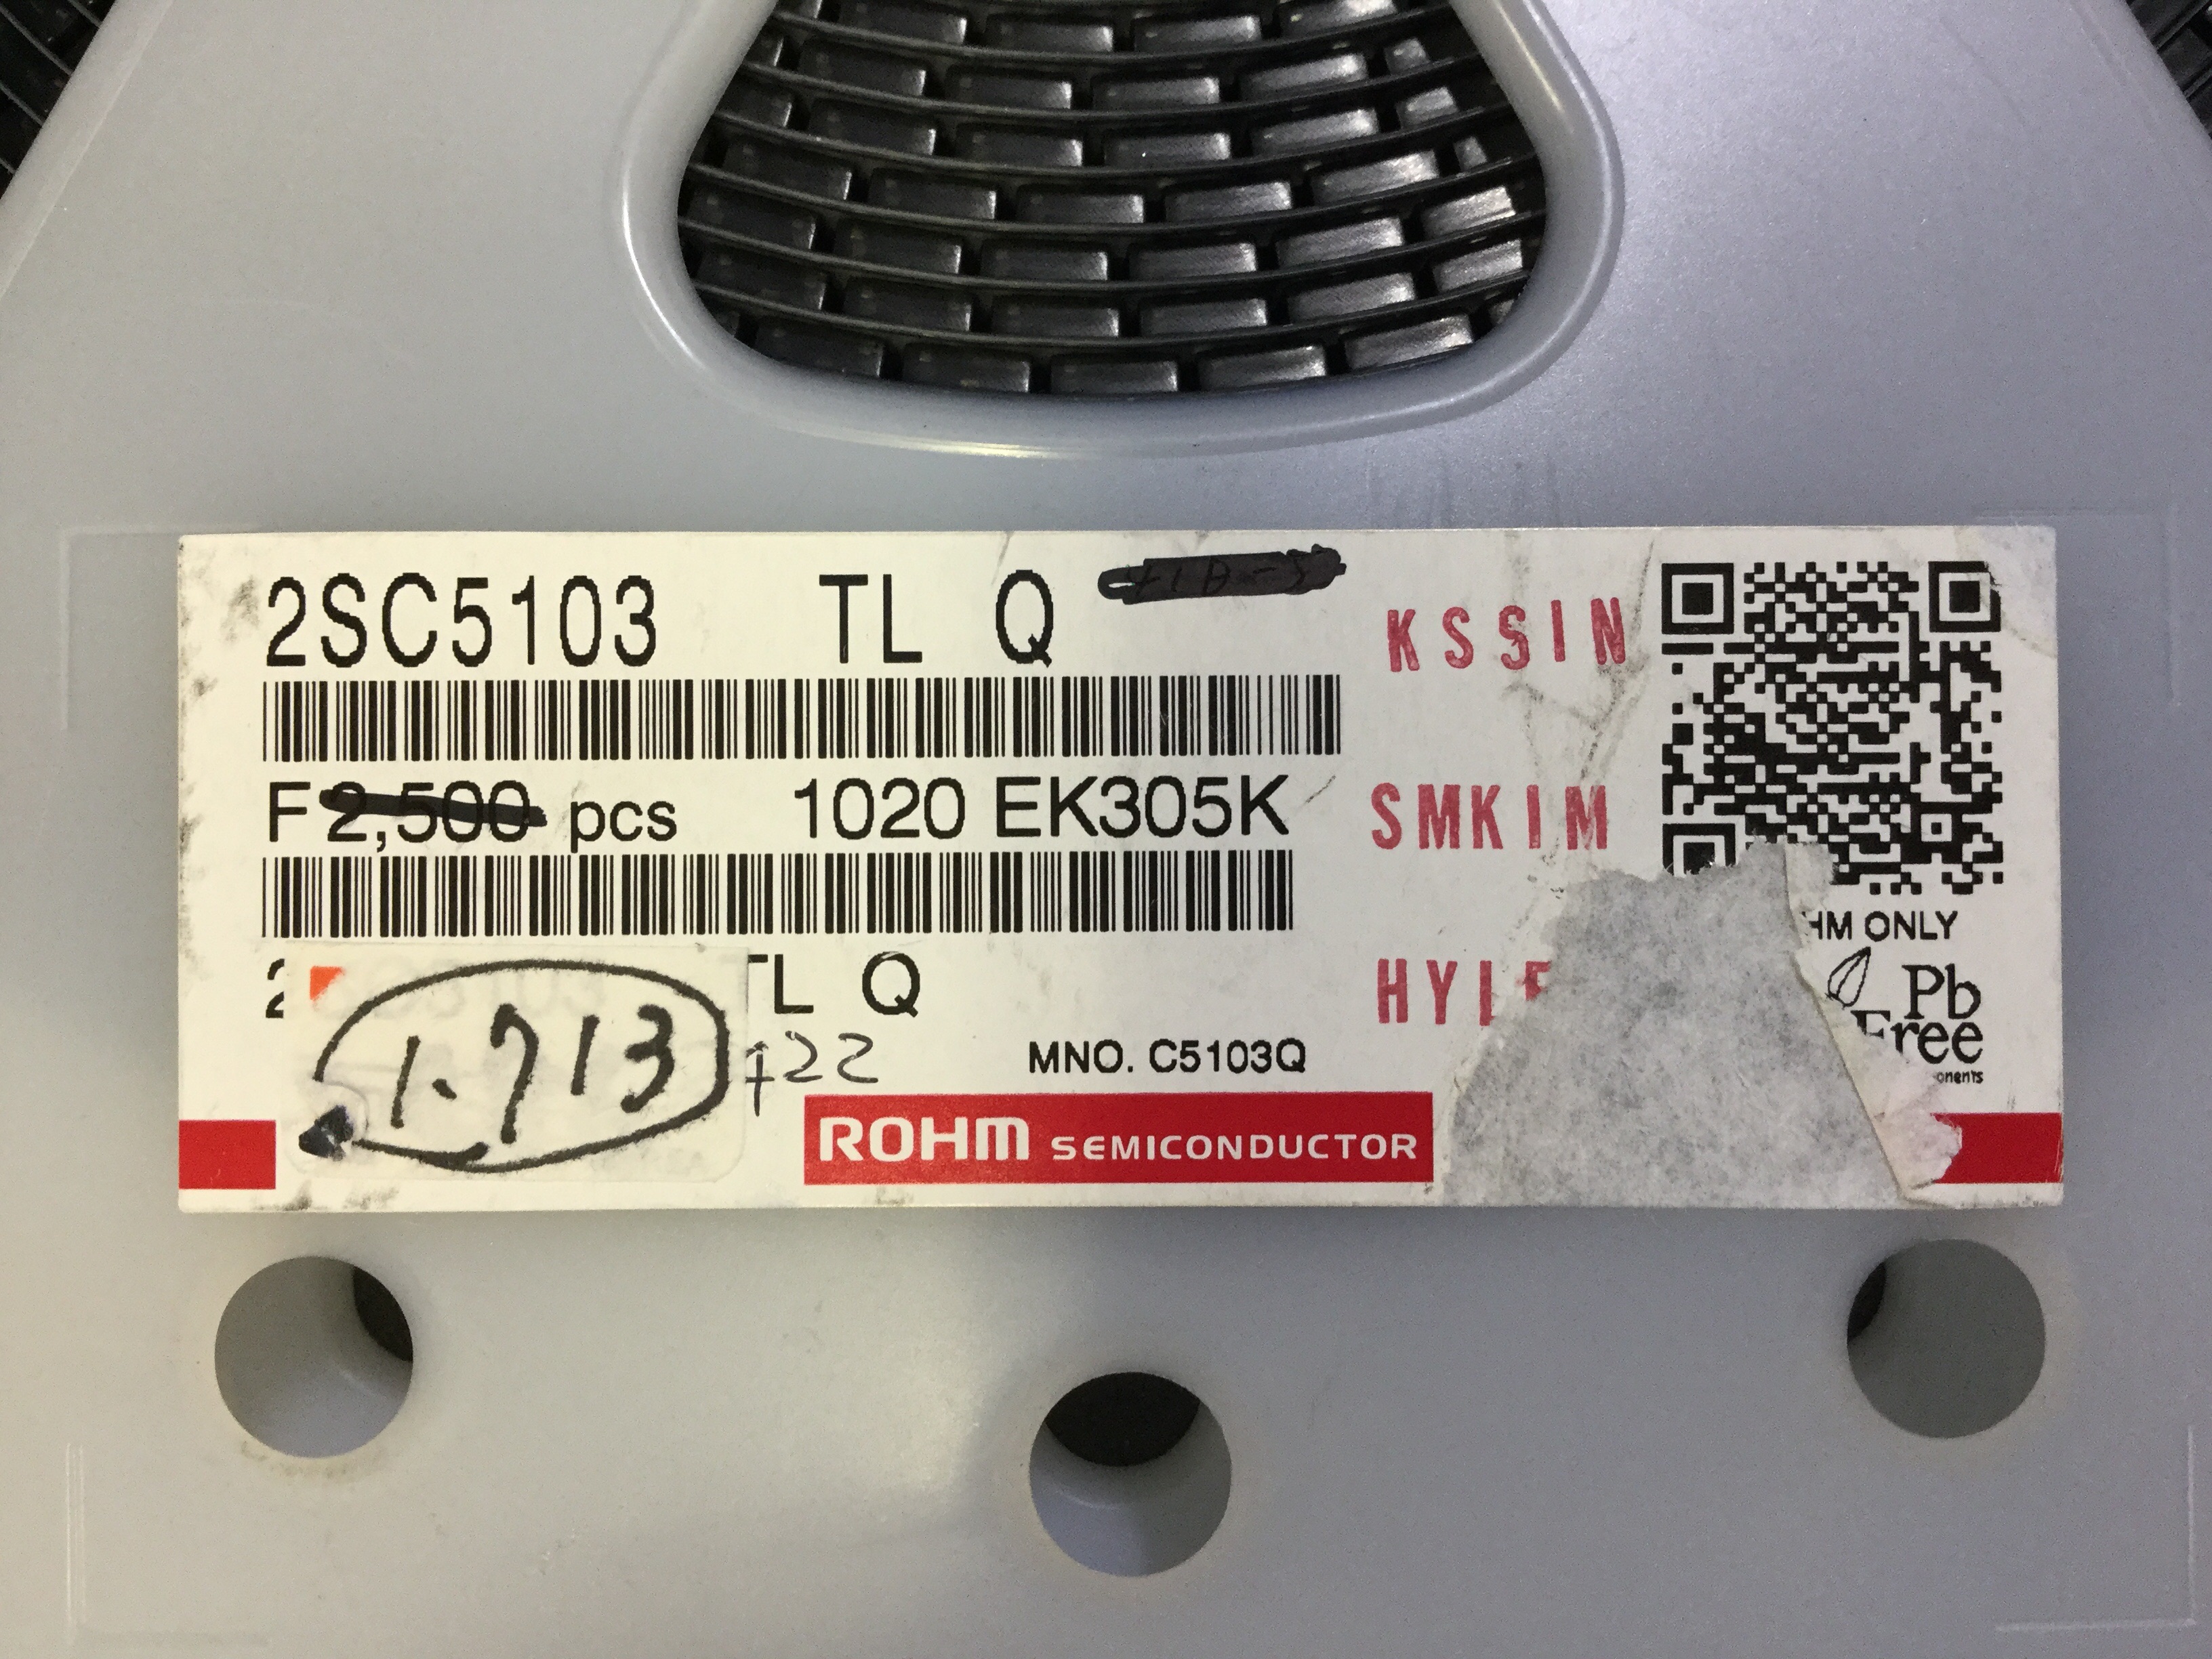 2SC5103 TL Q
KSSIN
F 2,500 pcs 1020 EK305K
SMKIM
HM ONLY
TL Q
Pb
Free
1.713
MNO. C5103Q
ROHM SEMICONDUCTOR